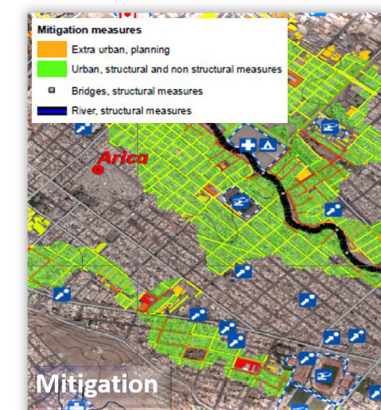 Mitigation measures
Extra urban, planning
Urban, structural and non structural measures
Bridges, structural measures
River, structural measures
Arica
Mitigation